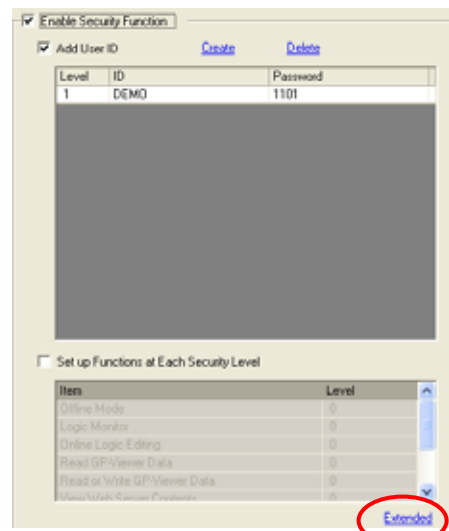 Enable Security Function
Add User ID Create Delete
Level ID Password
1 DEMO 1101
Set up Functions at Each Security Level
Item Level
Offline Mode 0
Logic Monitor 0
Online Logic Editing 0
Read GP-Viewer Data 0
Read or Write GP-Viewer Data 0
View Web Server Contents 0
Extended